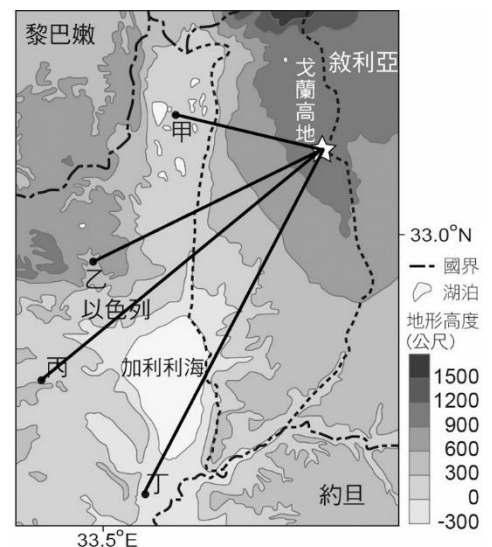 黎巴嫩
敘利亞
戈蘭高地
甲
33.0°N
國界
湖泊
地形高度
(公尺)
1500
1200
900
600
300
0
-300
乙
以色列
丙
加利利海
丁
約旦
33.5°E